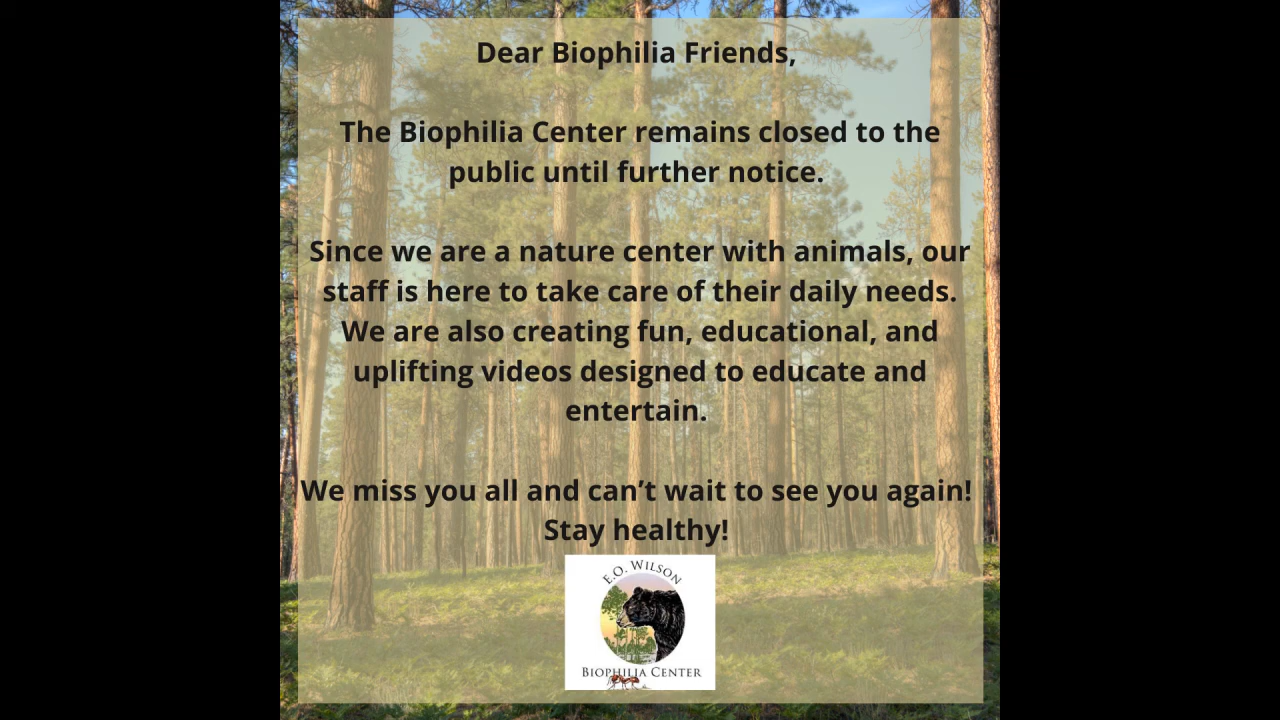 Dear Biophilia Friends,
The Biophilia Center remains closed to the
public until further notice.
Since we are a nature center with animals, our
staff is here to take care of their daily needs.
We are also creating fun, educational, and
uplifting videos designed to educate and
entertain.
We miss you all and can’t wait to see you again!
Stay healthy!
E.O. WILSON
BIOPHILIA CENTER